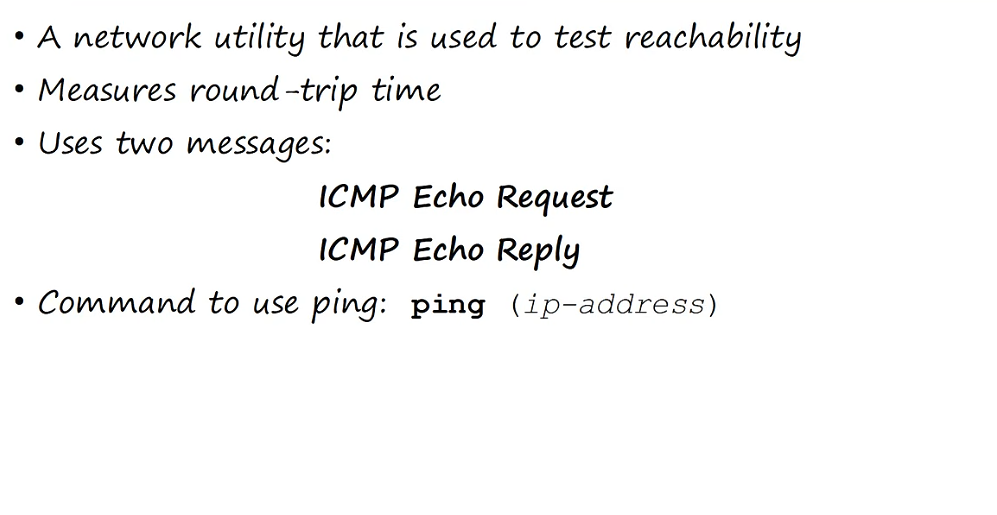 • A network utility that is used to test reachability
• Measures round-trip time
• Uses two messages:
ICMP Echo Request
ICMP Echo Reply
• Command to use ping: ping (ip-address)